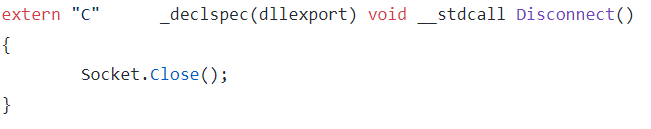 extern "C"      _declspec(dllexport) void __stdcall Disconnect()
{
        Socket.Close();
}